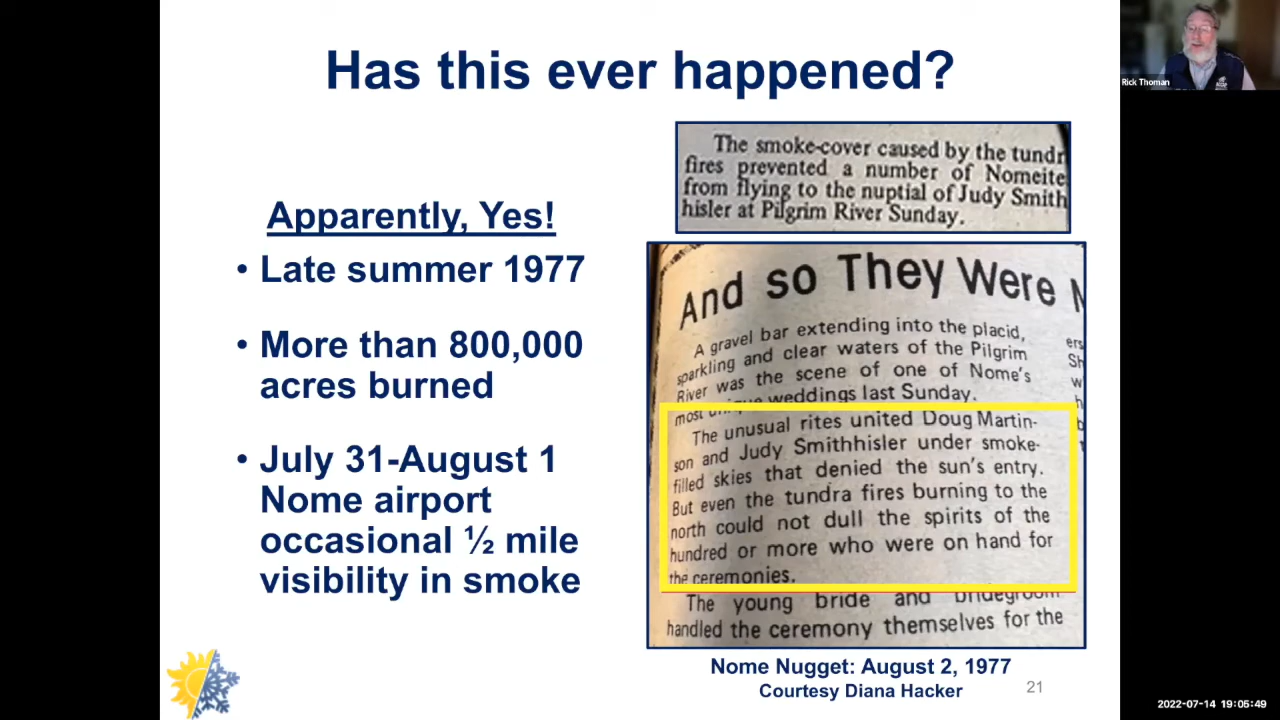 Has this ever happened?
Apparently, Yes!
• Late summer 1977
• More than 800,000
acres burned
• July 31-August 1
Nome airport
occasional ½ mile
visibility in smoke
The smoke-cover caused by the tundr
fires prevented a number of Nomeite
from flying to the nuptial of Judy Smith
hisler at Pilgrim River Sunday.
And so They Were
A gravel bar extending into the placid,
sparkling and clear waters of the Pilgrim
River was the scene of one of Nome's
most weddings last Sunday.
The unusual rites united Doug Martin-
son and Judy Smithhisler under smoke-
filled skies that denied the sun's entry.
But even the tundra fires burning to the
north could not dull the spirits of the
hundred or more who were on hand for
the ceremonies.
The young bride and bridegroom
handled the ceremony themselves for the
Nome Nugget: August 2, 1977
Courtesy Diana Hacker
21
Rick Thoman
2022-07-14 19:05:49